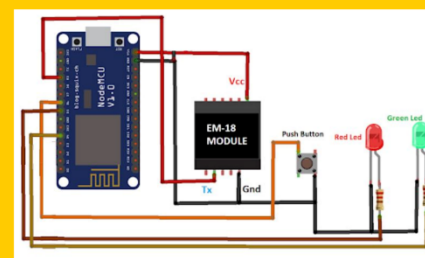 NodeMCU
V1.0
Vcc
EM-18
MODULE
Tx
Gnd
Push Button
Red Led
Green Led